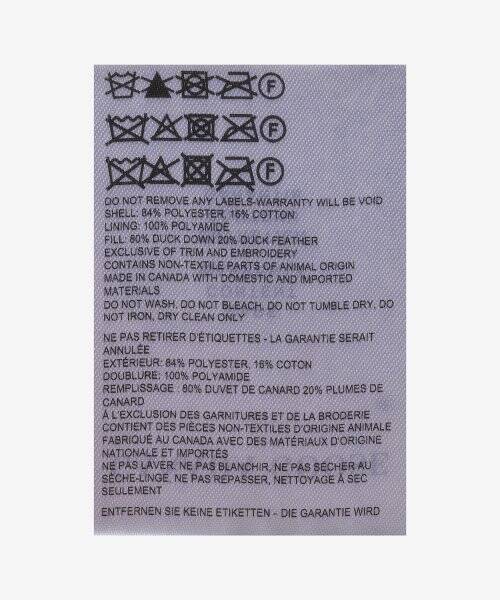 F
F
F
DO NOT REMOVE ANY LABELS-WARRANTY WILL BE VOID
SHELL: 84% POLYESTER, 16% COTTON
LINING: 100% POLYAMIDE
FILL: 80% DUCK DOWN 20% DUCK FEATHER
EXCLUSIVE OF TRIM AND EMBROIDERY
CONTAINS NON-TEXTILE PARTS OF ANIMAL ORIGIN
MADE IN CANADA WITH DOMESTIC AND IMPORTED
MATERIALS
DO NOT WASH, DO NOT BLEACH, DO NOT TUMBLE DRY, DO
NOT IRON, DRY CLEAN ONLY
NE PAS RETIRER D'ÉTIQUETTES - LA GARANTIE SERAIT
ANNULÉE
EXTÉRIEUR: 84% POLYESTER, 16% COTON
DOUBLURE: 100% POLYAMIDE
REMPLISSAGE : 80% DUVET DE CANARD 20% PLUMES DE
CANARD
À L'EXCLUSION DES GARNITURES ET DE LA BRODERIE
CONTIENT DES PIÈCES NON-TEXTILES D'ORIGINE ANIMALE
FABRIQUÉ AU CANADA AVEC DES MATÉRIAUX D'ORIGINE
NATIONALE ET IMPORTÉS
NE PAS LAVER, NE PAS BLANCHIR, NE PAS SÉCHER AU
SÈCHE-LINGE, NE PAS REPASSER, NETTOYAGE À SEC
SEULEMENT
ENTFERNEN SIE KEINE ETIKETTEN - DIE GARANTIE WIRD